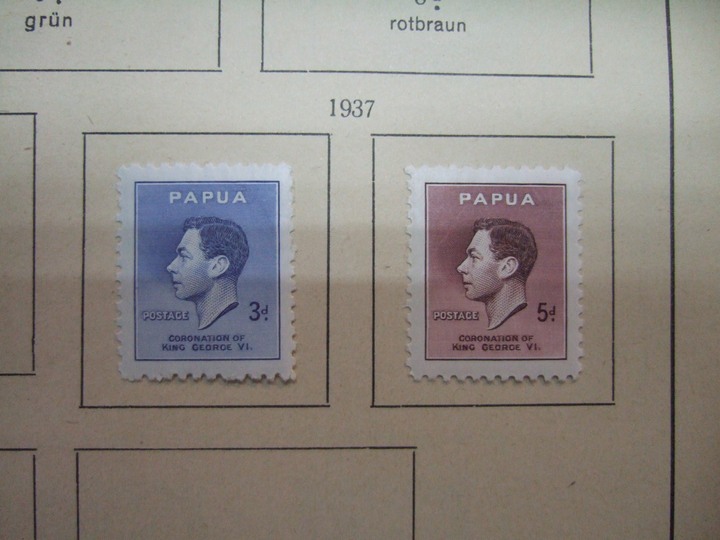 grün
rotbraun
1937
PAPUA
POSTAGE
3d.
CORONATION OF
KING GEORGE VI.
PAPUA
POSTAGE
5d.
CORONATION OF
KING GEORGE VI.